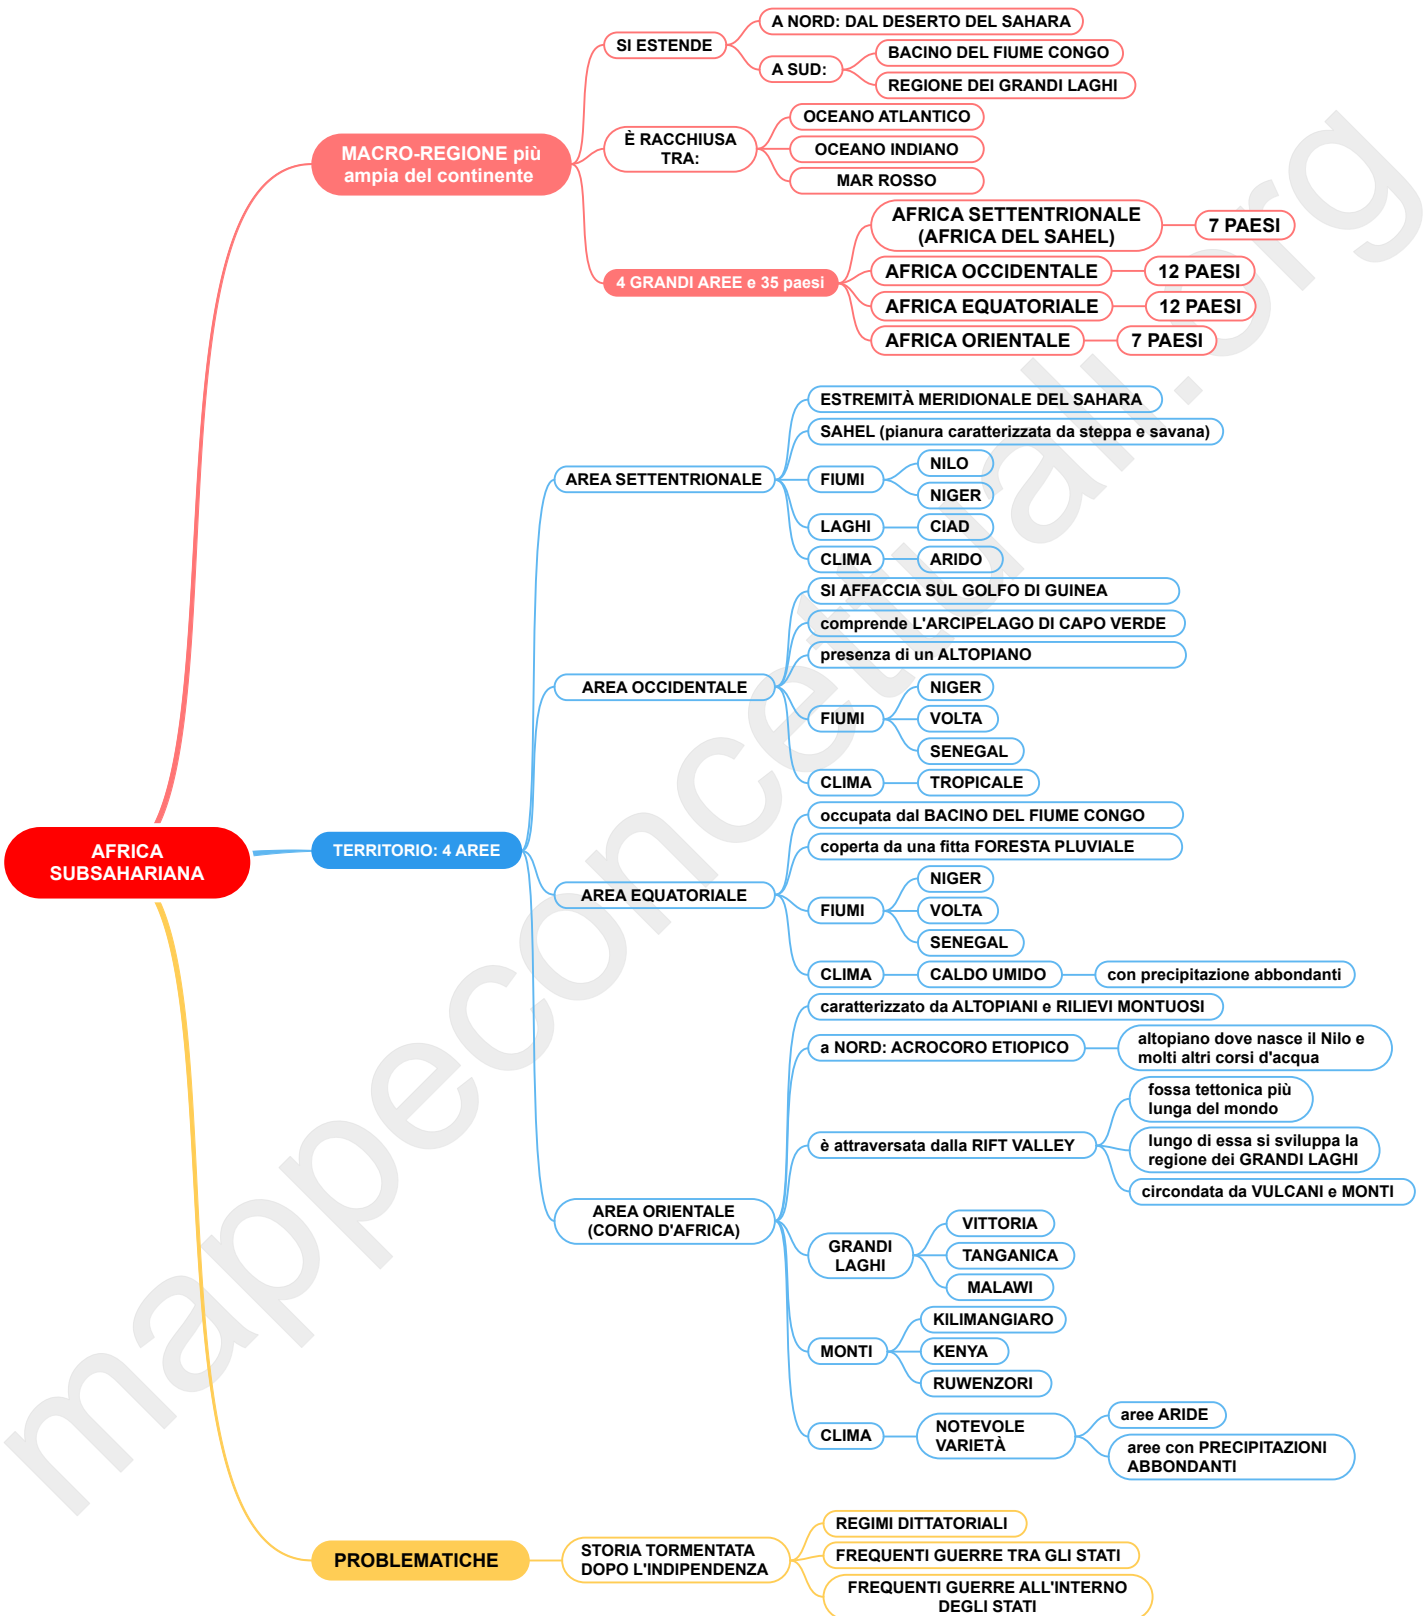 A NORD: DAL DESERTO DEL SAHARA
SI ESTENDE
BACINO DEL FIUME CONGO
A SUD:
REGIONE DEI GRANDI LAGHI
OCEANO ATLANTICO
È RACCHIUSA
TRA:
OCEANO INDIANO
MAR ROSSO
MACRO-REGIONE più
ampia del continente
AFRICA SETTENTRIONALE
(AFRICA DEL SAHEL)
7 PAESI
AFRICA OCCIDENTALE
12 PAESI
4 GRANDI AREE e 35 paesi
AFRICA EQUATORIALE
12 PAESI
AFRICA ORIENTALE
7 PAESI
ESTREMITÀ MERIDIONALE DEL SAHARA
SAHEL (pianura caratterizzata da steppa e savana)
AREA SETTENTRIONALE
FIUMI
NILO
NIGER
LAGHI
CIAD
CLIMA
ARIDO
SI AFFACCIA SUL GOLFO DI GUINEA
comprende L'ARCIPELAGO DI CAPO VERDE
presenza di un ALTOPIANO
AREA OCCIDENTALE
FIUMI
NIGER
VOLTA
SENEGAL
CLIMA
TROPICALE
AFRICA
SUBSAHARIANA
TERRITORIO: 4 AREE
occupata dal BACINO DEL FIUME CONGO
coperta da una fitta FORESTA PLUVIALE
AREA EQUATORIALE
FIUMI
NIGER
VOLTA
SENEGAL
CLIMA
CALDO UMIDO
con precipitazione abbondanti
caratterizzato da ALTOPIANI e RILIEVI MONTUOSI
a NORD: ACROCORO ETIOPICO
altopiano dove nasce il Nilo e
molti altri corsi d'acqua
è attraversata dalla RIFT VALLEY
fossa tettonica più
lunga del mondo
lungo di essa si sviluppa la
regione dei GRANDI LAGHI
circondata da VULCANI e MONTI
AREA ORIENTALE
(CORNO D'AFRICA)
GRANDI
LAGHI
VITTORIA
TANGANICA
MALAWI
MONTI
KILIMANGIARO
KENYA
RUWENZORI
CLIMA
NOTEVOLE
VARIETÀ
aree ARIDE
aree con PRECIPITAZIONI
ABBONDANTI
PROBLEMATICHE
STORIA TORMENTATA
DOPO L'INDIPENDENZA
REGIMI DITTATORIALI
FREQUENTI GUERRE TRA GLI STATI
FREQUENTI GUERRE ALL'INTERNO
DEGLI STATI
mappeconcettuali.org